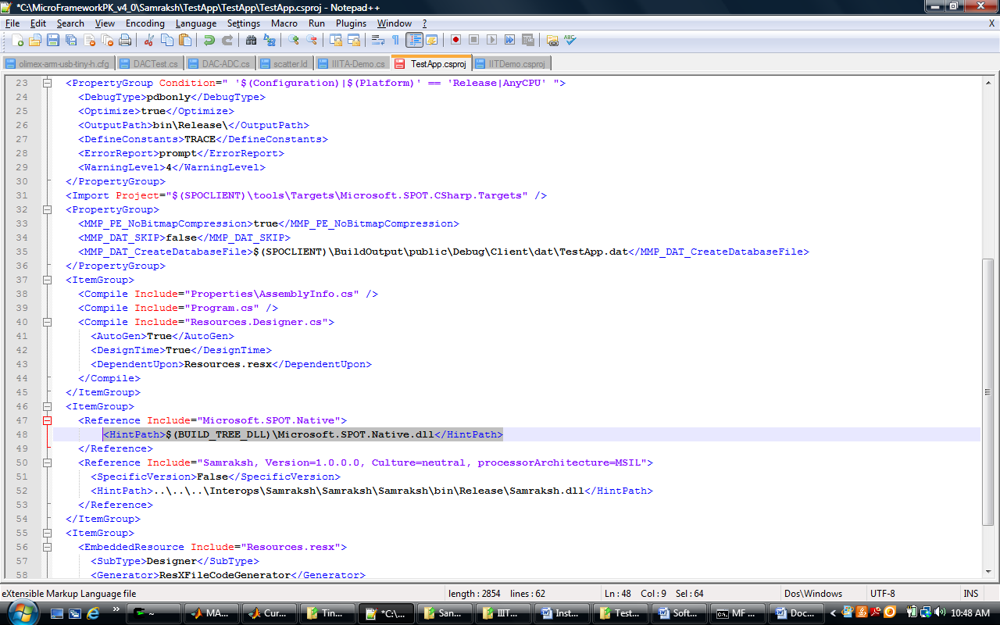 *C:\MicroFrameworkPK_v4_0\Samraksh\TestApp\TestApp\TestApp.csproj - Notepad++
File Edit Search View Encoding Language Settings Macro Run Plugins Window ? X
olimex-arm-usb-tiny-h.cfg DACTest.cs DAC-ADC.cs scatter.ld IIITA-Demo.cs TestApp.csproj IITDemo.csproj
23 <PropertyGroup Condition=" '$(Configuration)|$(Platform)' == 'Release|AnyCPU' ">
24 <DebugType>pdbonly</DebugType>
25 <Optimize>true</Optimize>
26 <OutputPath>bin\Release\</OutputPath>
27 <DefineConstants>TRACE</DefineConstants>
28 <ErrorReport>prompt</ErrorReport>
29 <WarningLevel>4</WarningLevel>
30 </PropertyGroup>
31 <Import Project="$(SPOCLIENT)\tools\Targets\Microsoft.SPOT.CSharp.Targets" />
32 <PropertyGroup>
33 <MMP_PE_NoBitmapCompression>true</MMP_PE_NoBitmapCompression>
34 <MMP_DAT_SKIP>false</MMP_DAT_SKIP>
35 <MMP_DAT_CreateDatabaseFile>$(SPOCLIENT)\BuildOutput\public\Debug\Client\dat\TestApp.dat</MMP_DAT_CreateDatabaseFile>
36 </PropertyGroup>
37 <ItemGroup>
38 <Compile Include="Properties\AssemblyInfo.cs" />
39 <Compile Include="Program.cs" />
40 <Compile Include="Resources.Designer.cs">
41 <AutoGen>True</AutoGen>
42 <DesignTime>True</DesignTime>
43 <DependentUpon>Resources.resx</DependentUpon>
44 </Compile>
45 </ItemGroup>
46 <ItemGroup>
47 <Reference Include="Microsoft.SPOT.Native">
48 <HintPath>$(BUILD_TREE_DLL)\Microsoft.SPOT.Native.dll</HintPath>
49 </Reference>
50 <Reference Include="Samraksh, Version=1.0.0.0, Culture=neutral, processorArchitecture=MSIL">
51 <SpecificVersion>False</SpecificVersion>
52 <HintPath>..\..\..\Interops\Samraksh\Samraksh\Samraksh\bin\Release\Samraksh.dll</HintPath>
53 </Reference>
54 </ItemGroup>
55 <ItemGroup>
56 <EmbeddedResource Include="Resources.resx">
57 <SubType>Designer</SubType>
58 <Generator>ResXFileCodeGenerator</Generator>
eXtensible Markup Language file length : 2854 lines : 62 Ln : 48 Col : 9 Sel : 64 Dos\Windows UTF-8 INS
~ MA... Cur... Tin... *C:\... San... IIIT... Inst... Test... Soft... MF ... Doc... 10:48 AM